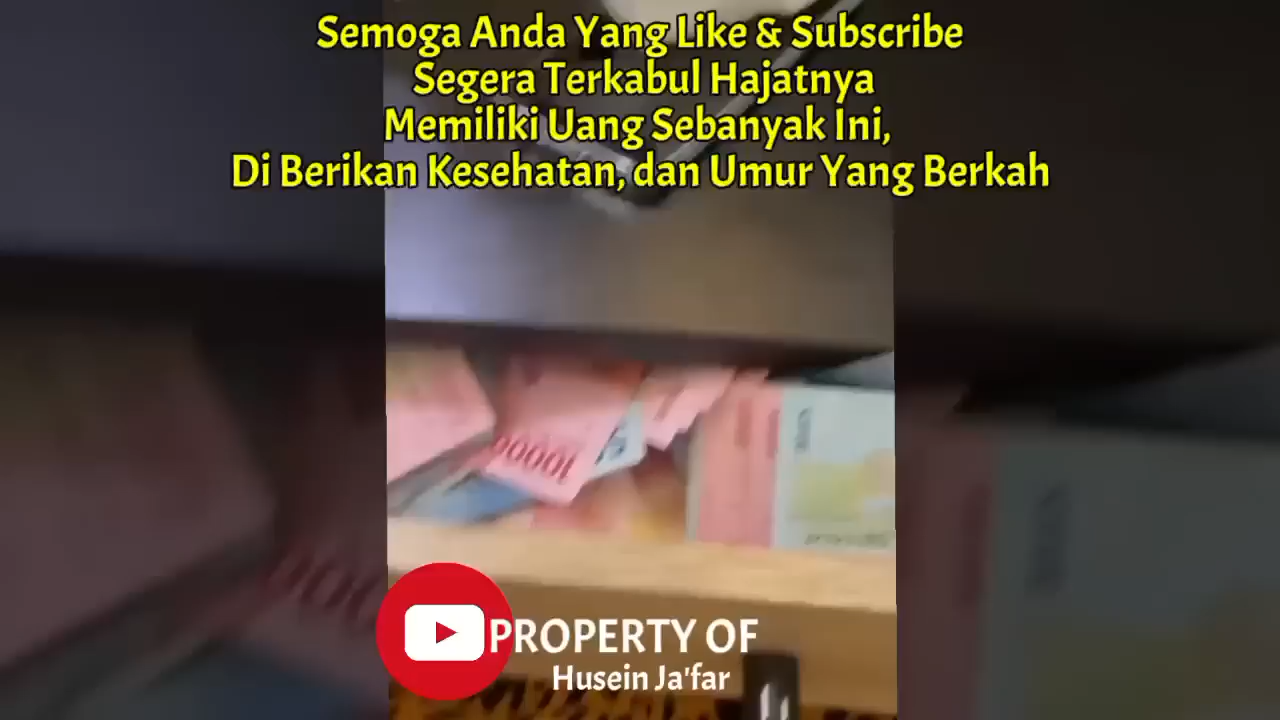 Semoga Anda Yang Like & Subscribe
Segera Terkabul Hajatnya
Memiliki Uang Sebanyak Ini,
Di Berikan Kesehatan, dan Umur Yang Berkah
PROPERTY OF
Husein Ja'far